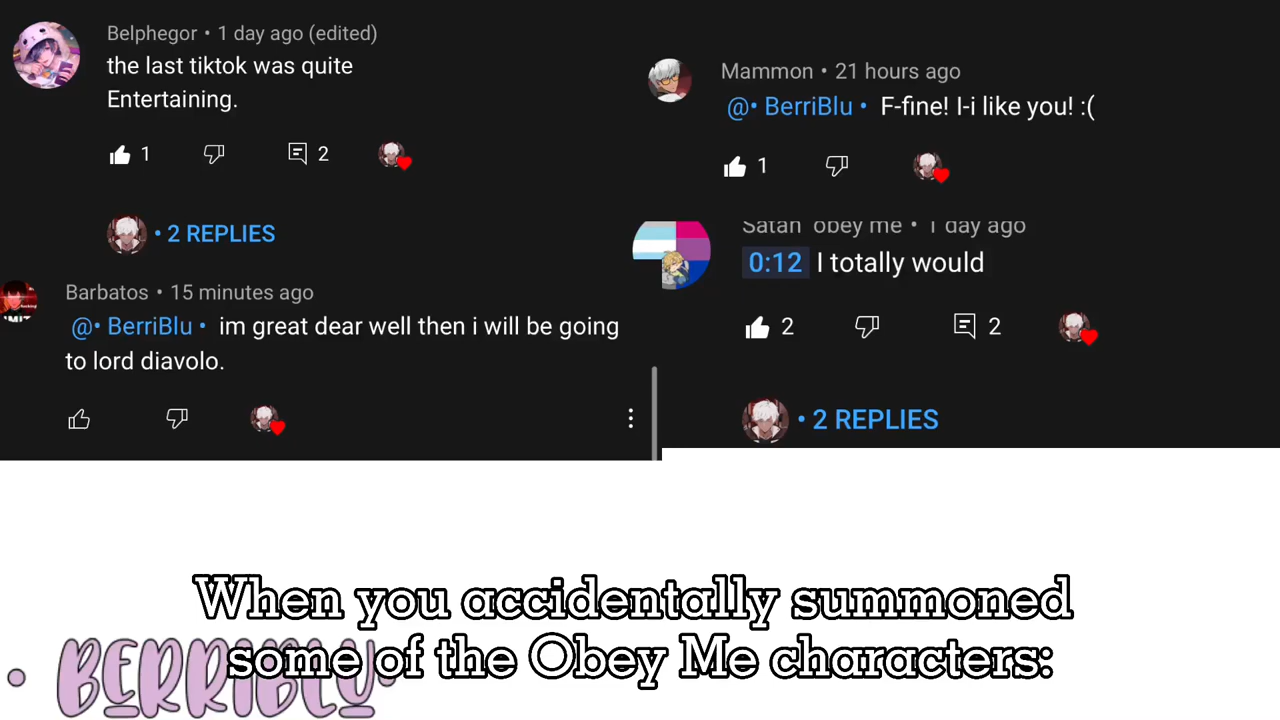 Belphegor • 1 day ago (edited)
the last tiktok was quite
Entertaining.
1
2
• 2 REPLIES
Barbatos • 15 minutes ago
@• BerriBlu • im great dear well then i will be going
to lord diavolo.
Mammon • 21 hours ago
@• BerriBlu • F-fine! I-i like you! :(
1
Satan obey me • 1 day ago
0:12 I totally would
2
2
• 2 REPLIES
When you accidentally summoned
some of the Obey Me characters:
• BERRIBLU •